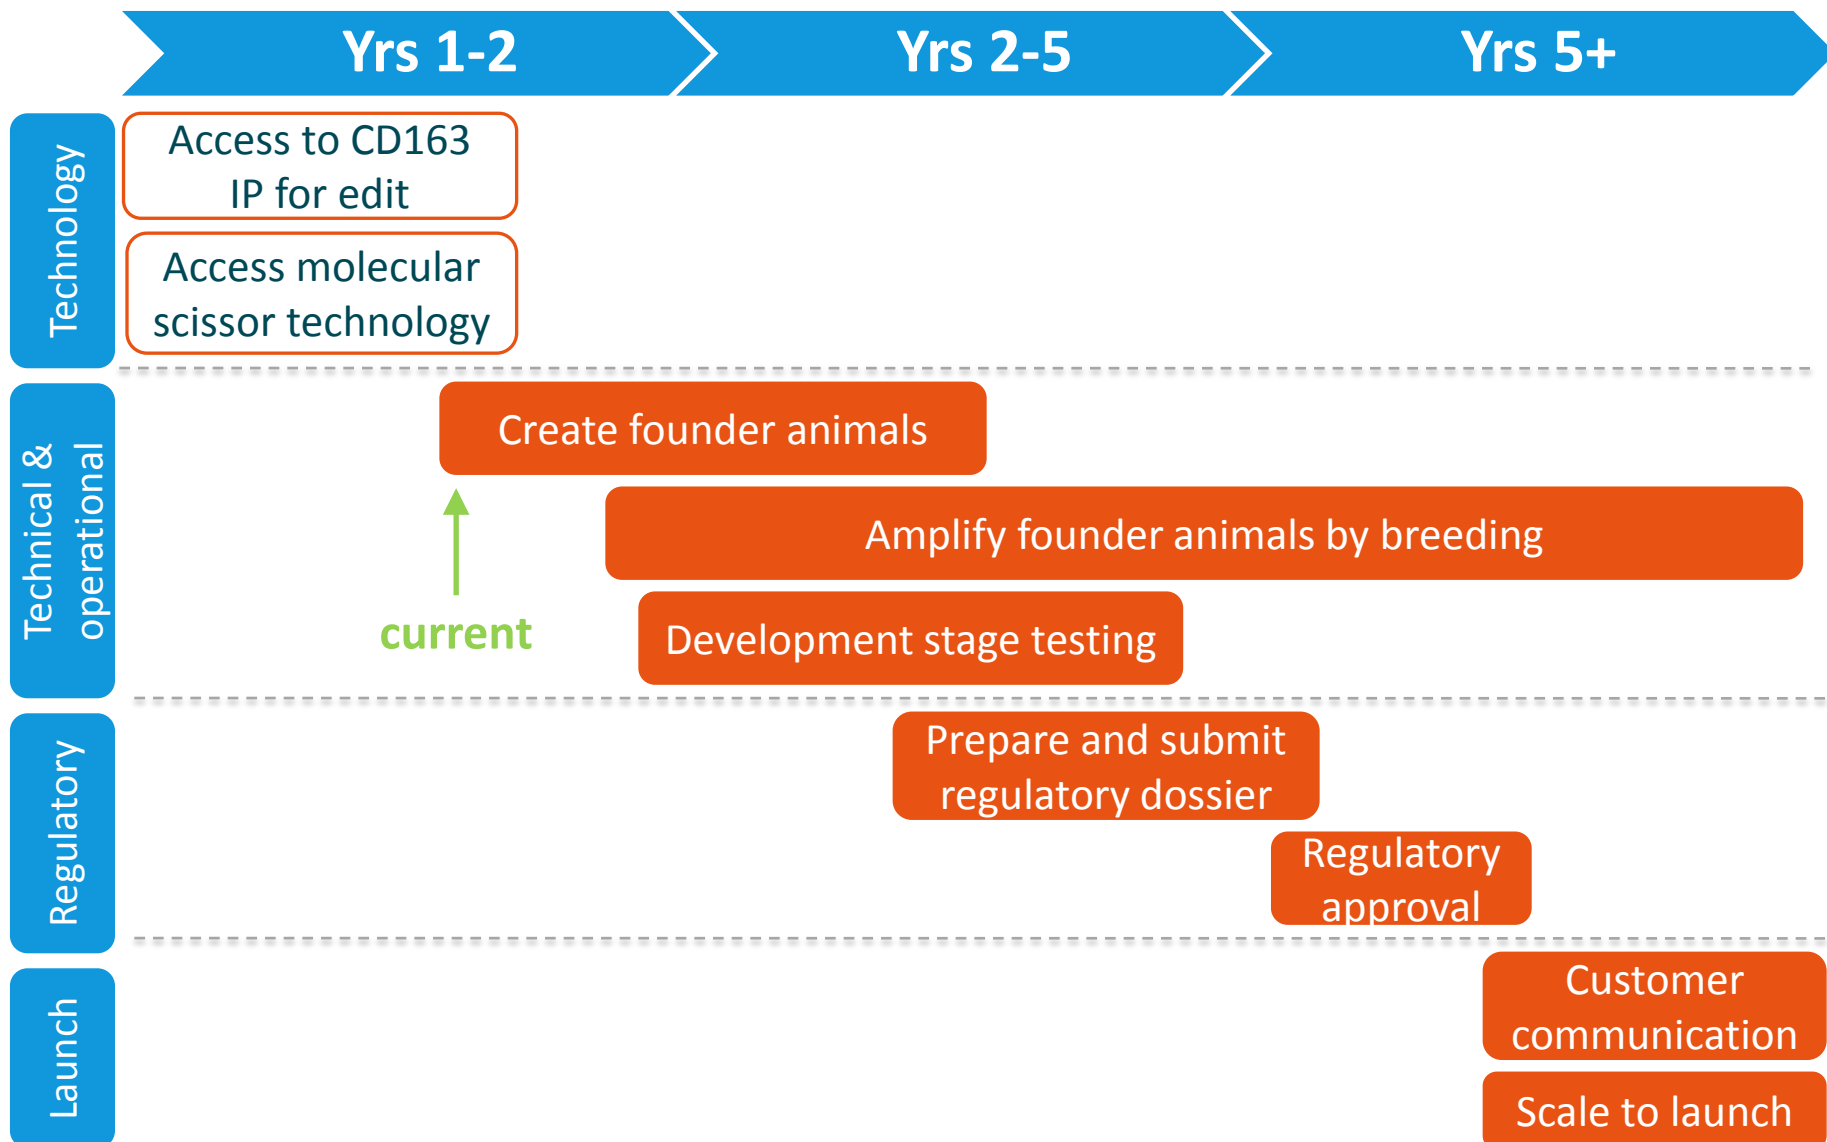 Yrs 1-2
Yrs 2-5
Yrs 5+
Technology
Access to CD163
IP for edit
Access molecular
scissor technology
Technical &
operational
Create founder animals
Amplify founder animals by breeding
current
Development stage testing
Regulatory
Prepare and submit
regulatory dossier
Regulatory
approval
Launch
Customer
communication
Scale to launch